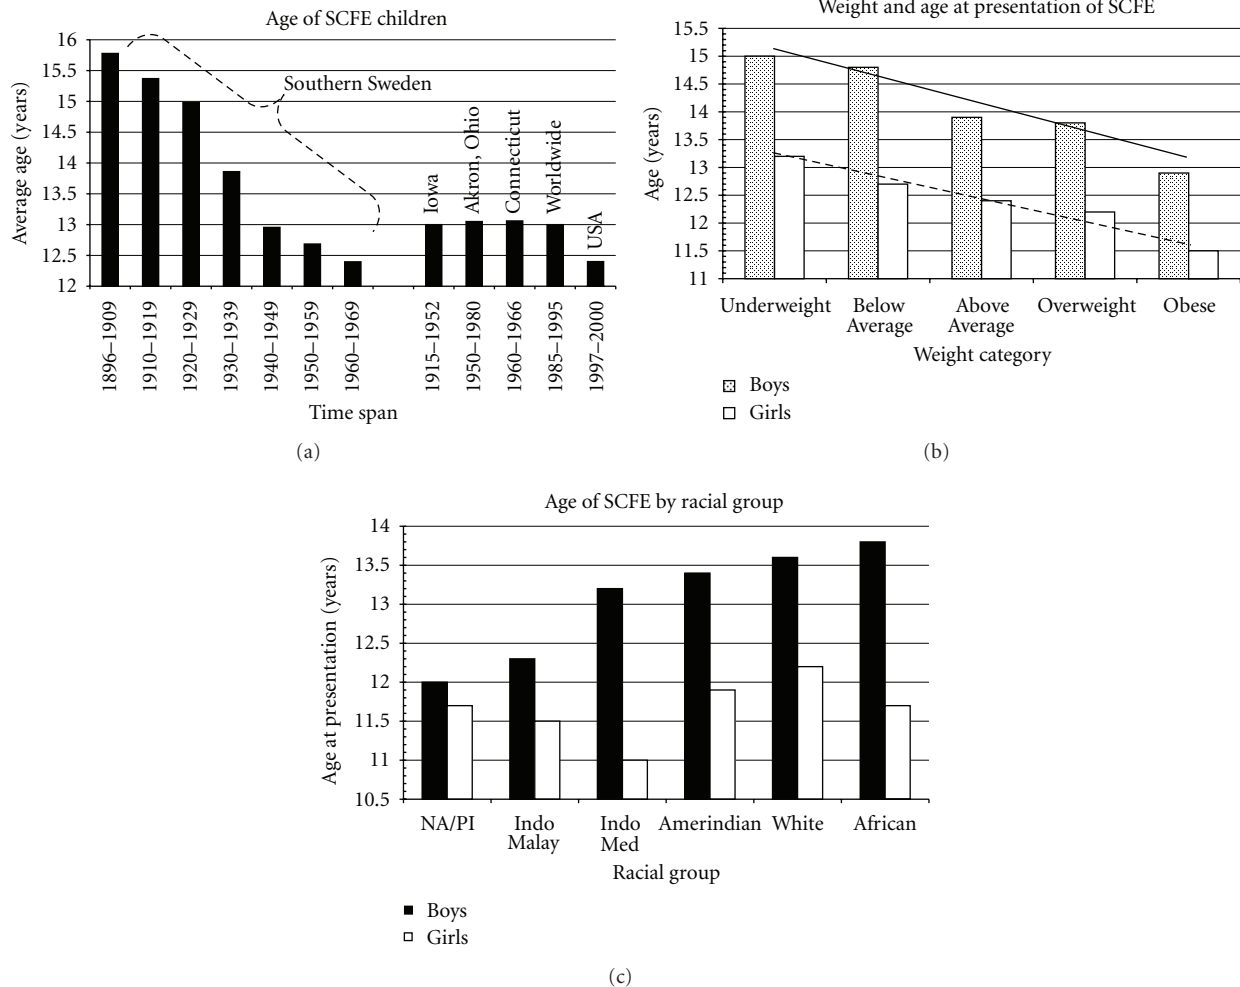 Age of SCFE children
16
15.5
15
14.5
14
13.5
13
12.5
12
Average age (years)
Southern Sweden
Iowa
Akron, Ohio
Connecticut
Worldwide
USA
1896–1909
1910–1919
1920–1929
1930–1939
1940–1949
1950–1959
1960–1969
1915–1952
1950–1980
1960–1966
1985–1995
1997–2000
Time span
(a)
Weight and age at presentation of SCFE
15.5
15
14.5
14
13.5
13
12.5
12
11.5
11
Age (years)
Underweight
Below
Average
Above
Average
Overweight
Obese
Weight category
Boys
Girls
(b)
Age of SCFE by racial group
14
13.5
13
12.5
12
11.5
11
10.5
Age at presentation (years)
NA/PI
Indo
Malay
Indo
Med
Amerindian
White
African
Racial group
Boys
Girls
(c)